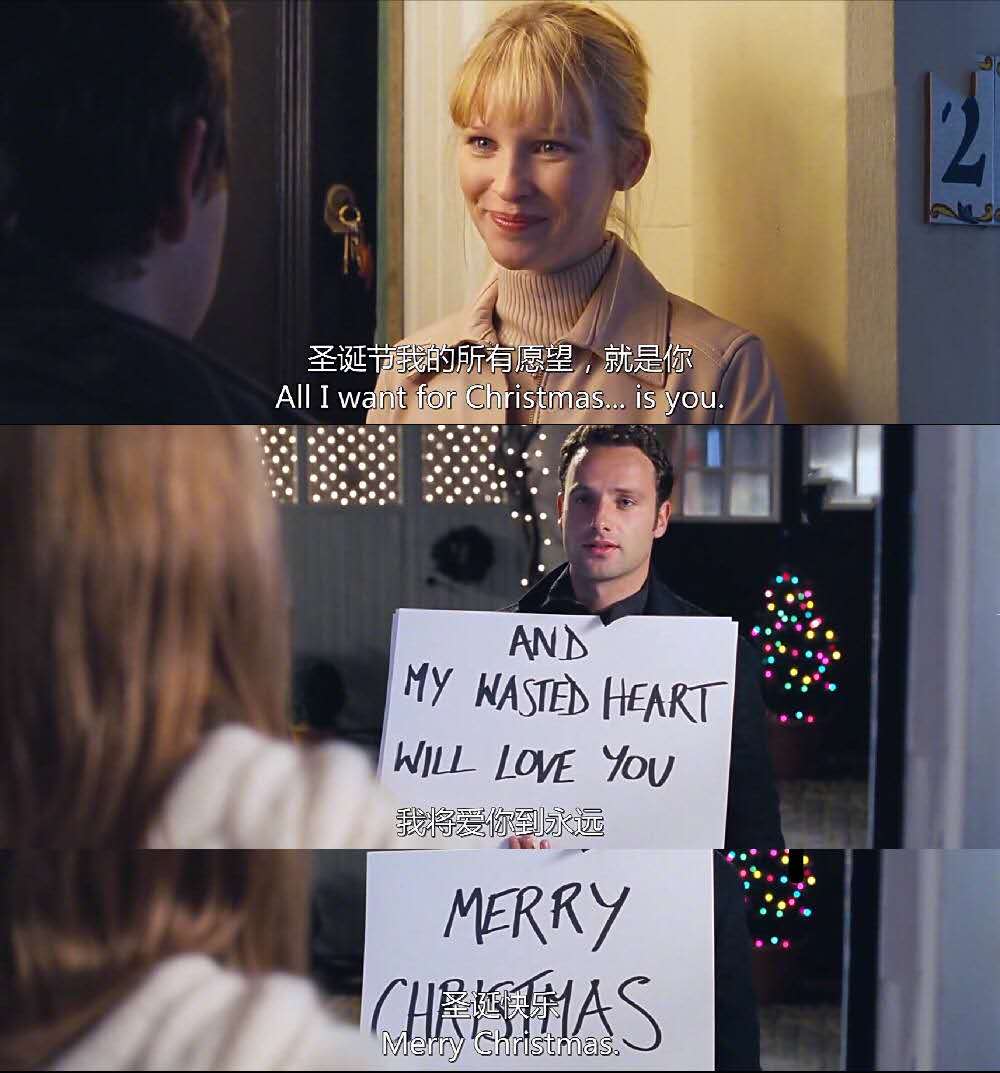 2
圣诞节我的所有愿望，就是你
All I want for Christmas... is you.
AND
MY WASTED HEART
WILL LOVE YOU
我将爱你到永远
MERRY
CHRISTMAS
圣诞快乐
Merry Christmas.